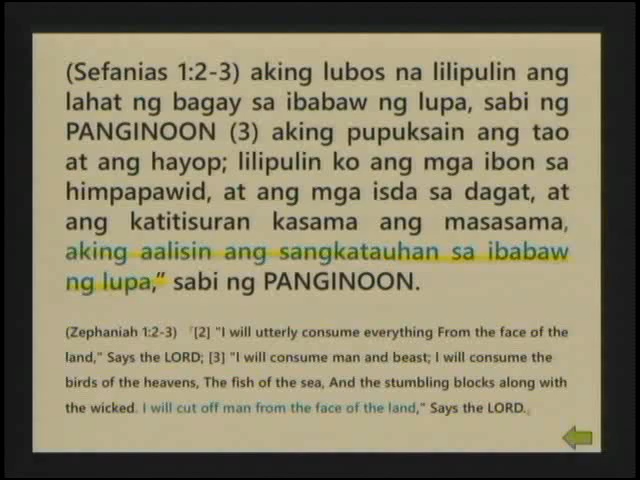 (Sefanias 1:2-3) aking lubos na lilipulin ang
lahat ng bagay sa ibabaw ng lupa, sabi ng
PANGINOON (3) aking pupuksain ang tao
at ang hayop; lilipulin ko ang mga ibon sa
himpapawid, at ang mga isda sa dagat, at
ang katitisuran kasama ang masasama,
aking aalisin ang sangkatauhan sa ibabaw
ng lupa,” sabi ng PANGINOON.
(Zephaniah 1:2-3) [2] "I will utterly consume everything From the face of the
land," Says the LORD; [3] "I will consume man and beast; I will consume the
birds of the heavens, The fish of the sea, And the stumbling blocks along with
the wicked. I will cut off man from the face of the land," Says the LORD.